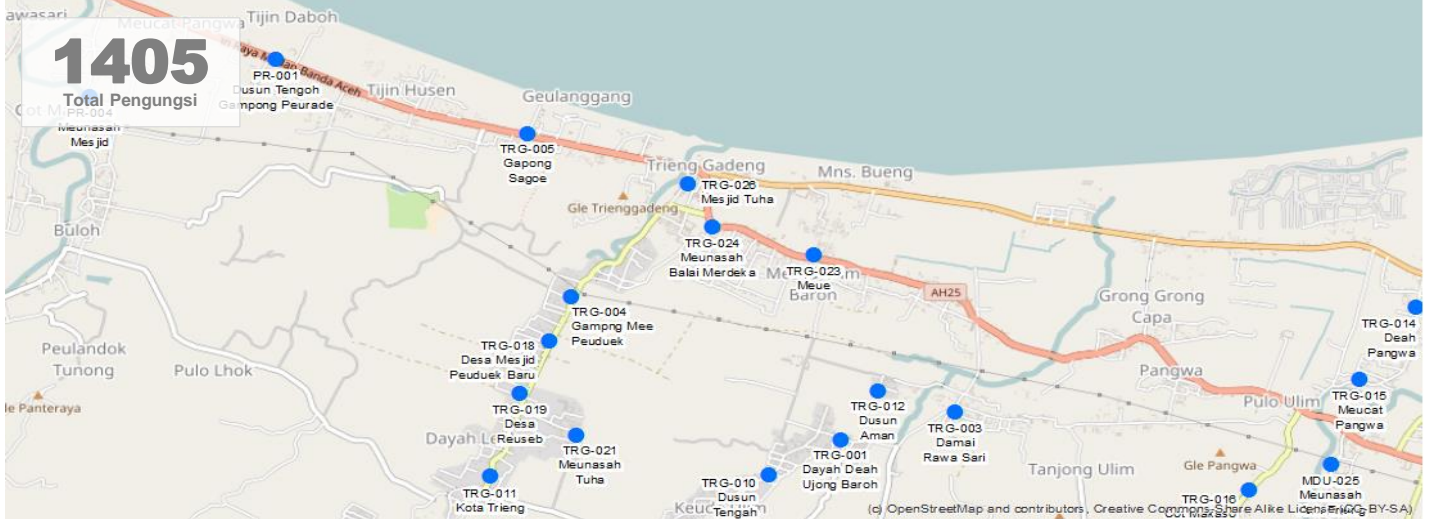 awasari
Meucat Pangwa
Tijin Daboh
1405
Total Pengungsi
Banda Aceh
PR-001
Dusun Tengoh
Gampong Peurade
Tijin Husen
Geulanggang
PR-004
Meunasah
Mesjid
TRG-005
Gapong
Sagoe
Trieng Gadeng
Mns. Bueng
TRG-026
Mesjid Tuha
Gle Trienggadeng
Buloh
TRG-024
Meunasah
Balai Merdeka
TRG-023
Meue
Baron
AH25
Grong Grong
Capa
TRG-004
Gampng Mee
Peuduek
TRG-014
Deah
Pangwa
TRG-018
Desa Mesjid
Peuduek Baru
Peulandok
Tunong
Pulo Lhok
Pangwa
le Panteraya
TRG-019
Desa
Reuseb
TRG-012
Dusun
Aman
Pulo Ulim
TRG-015
Meucat
Pangwa
TRG-003
Damai
Rawa Sari
Dayah
TRG-021
Meunasah
Tuha
TRG-001
Dayah Deah
Ujong Baroh
Tanjong Ulim
Gle Pangwa
TRG-011
Kota Trieng
TRG-010
Dusun
Tengah
MDU-025
Meunasah
TRG-016
(c) OpenStreetMap and contributors, Creative Commons-Share Alike License (CC-BY-SA)